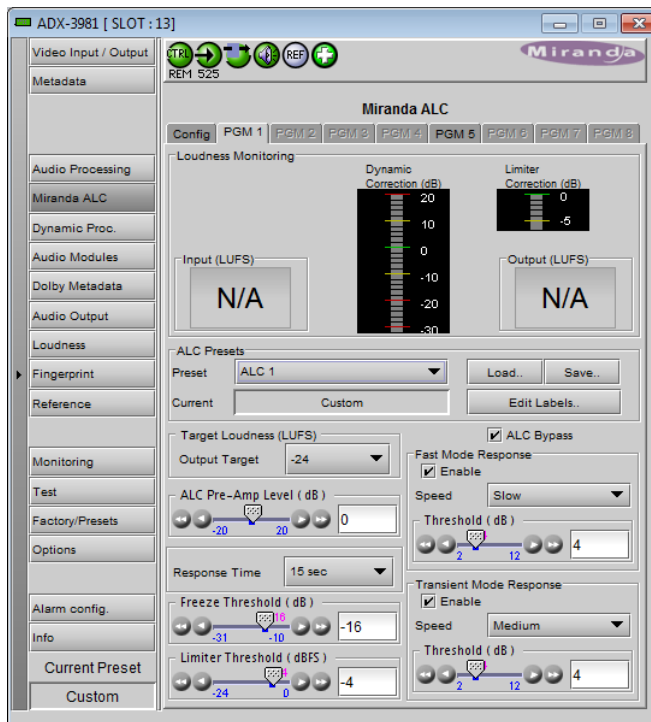 ADX-3981 [ SLOT : 13]
Video Input / Output
Metadata
Audio Processing
Miranda ALC
Dynamic Proc.
Audio Modules
Dolby Metadata
Audio Output
Loudness
Fingerprint
Reference
Monitoring
Test
Factory/Presets
Options
Alarm config.
Info
Current Preset
Custom
CTRL
REF
REM 525
Miranda
Miranda ALC
Config PGM 1 PGM 2 PGM 3 PGM 4 PGM 5 PGM 6 PGM 7 PGM 8
Loudness Monitoring
Dynamic
Correction (dB)
20
10
0
-10
-20
-30
Limiter
Correction (dB)
0
-5
Input (LUFS)
N/A
Output (LUFS)
N/A
ALC Presets
Preset ALC 1 Load.. Save..
Current Custom Edit Labels..
Target Loudness (LUFS)
Output Target -24
ALC Pre-Amp Level ( dB )
-20 20 0
Response Time 15 sec
Freeze Threshold ( dB )
-31 -10 -16
Limiter Threshold ( dBFS)
-24 0 -4
ALC Bypass
Fast Mode Response
Enable
Speed Slow
Threshold ( dB )
2 12 4
Transient Mode Response
Enable
Speed Medium
Threshold ( dB )
2 12 4